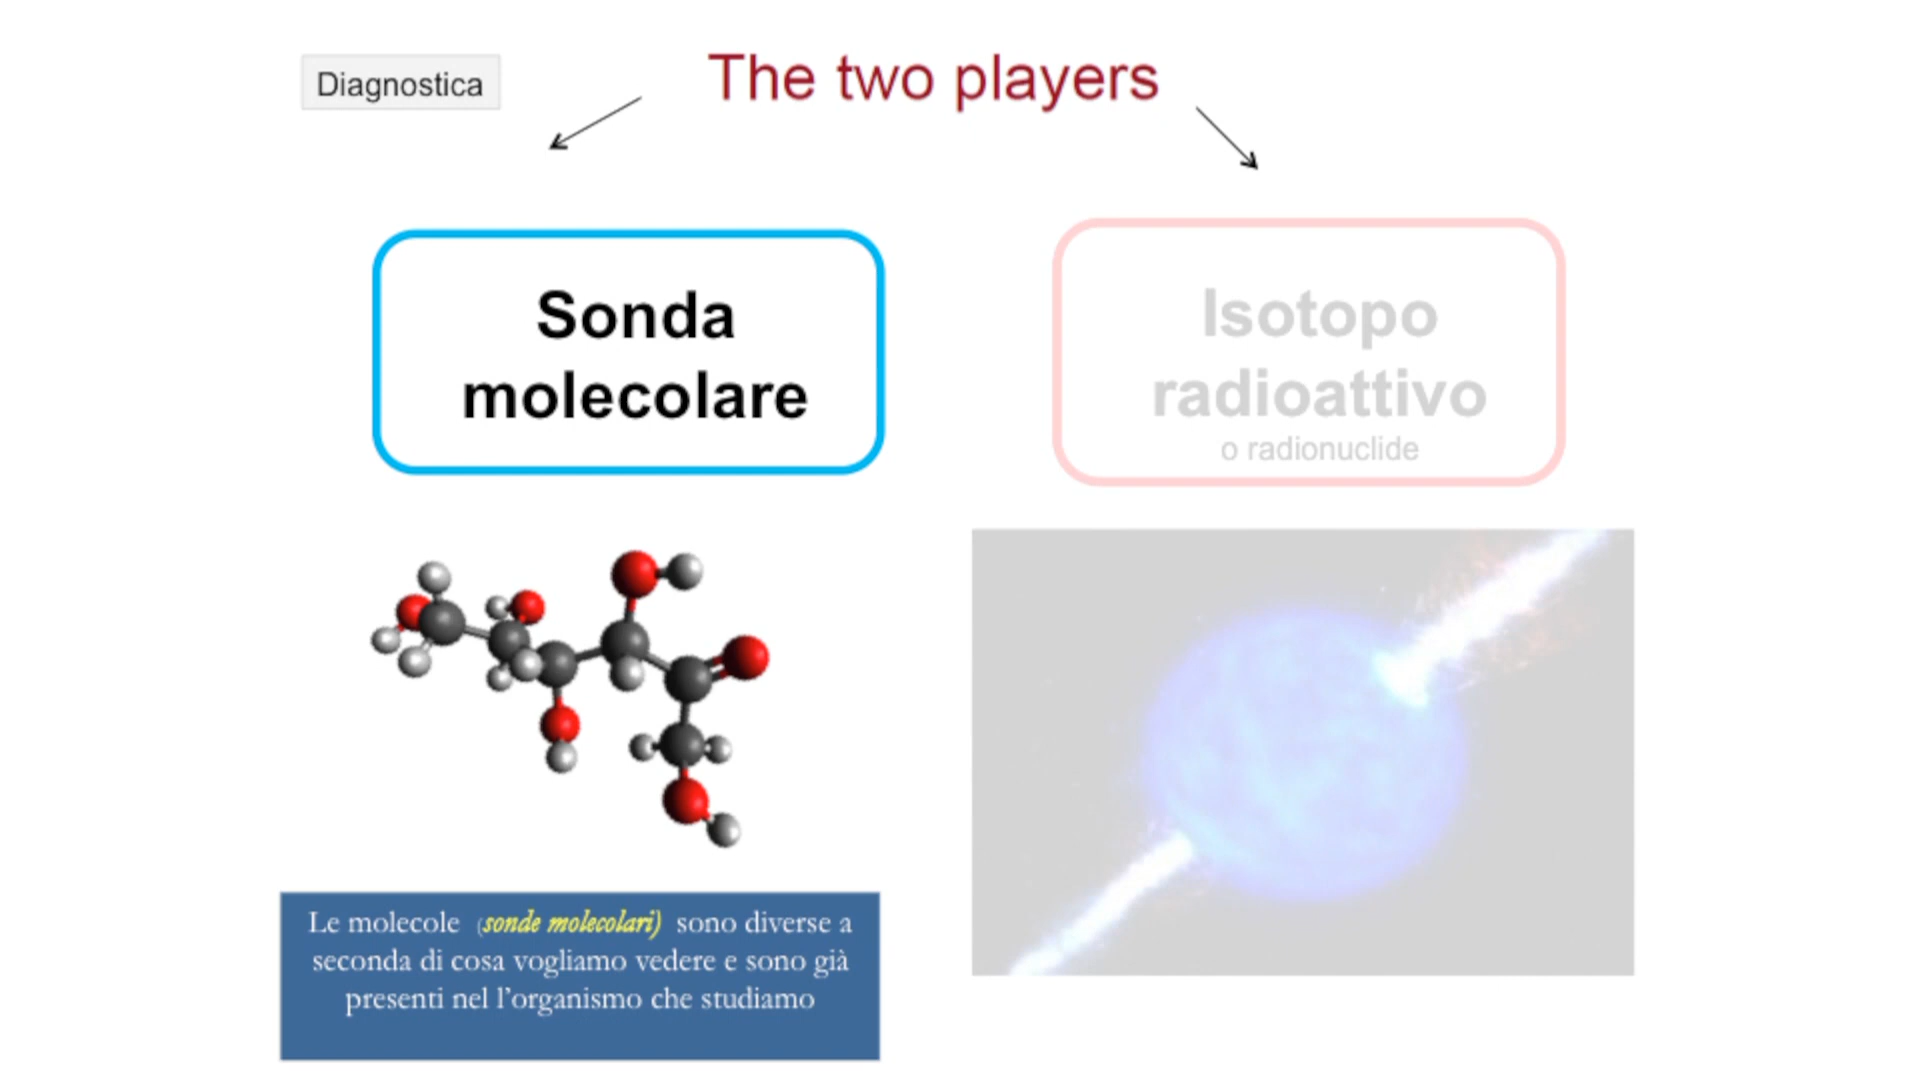 Diagnostica
The two players
Sonda
molecolare
Isotopo
radioattivo
o radionuclide
Le molecole (sonde molecolari) sono diverse a
seconda di cosa vogliamo vedere e sono già
presenti nel l'organismo che studiamo